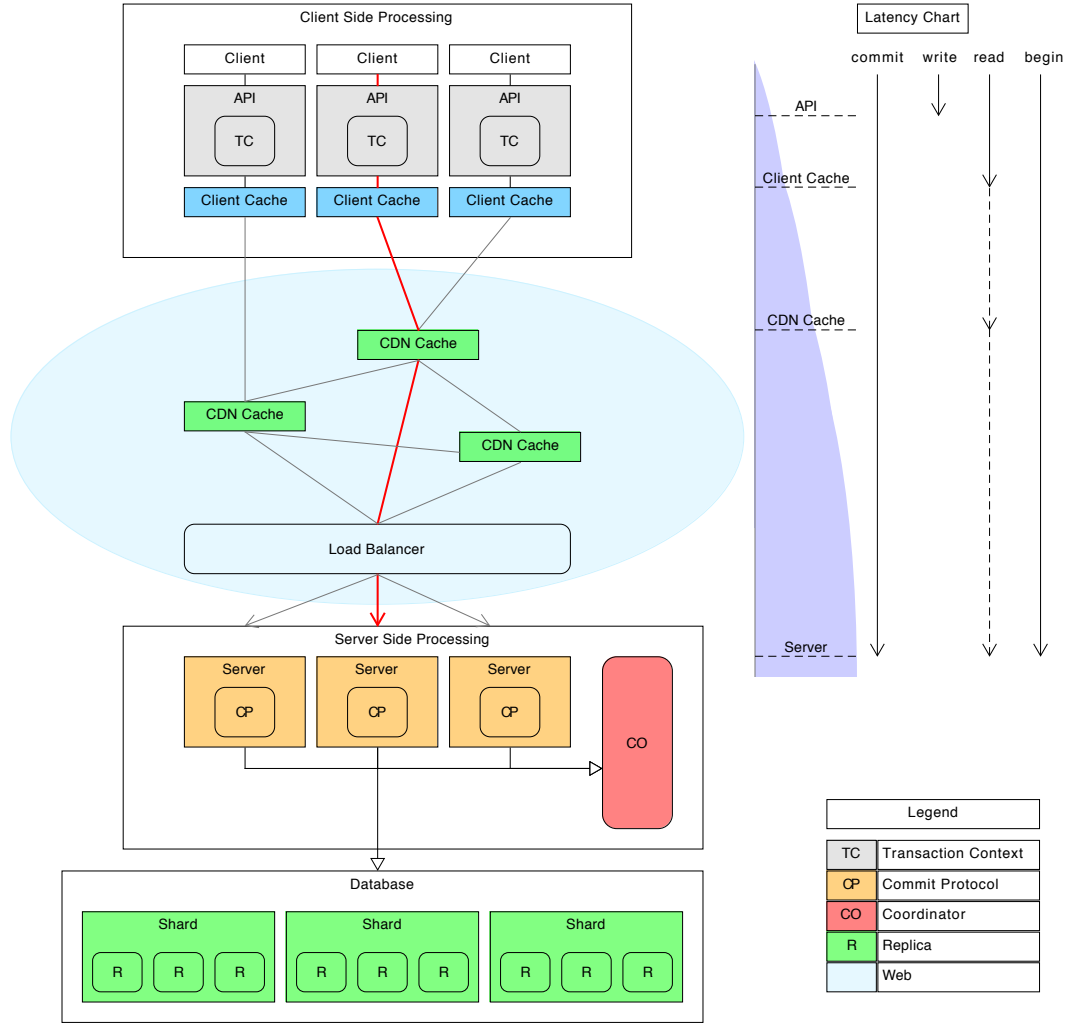 Client Side Processing
Client Client Client
API API API
TC TC TC
Client Cache Client Cache Client Cache
CDN Cache
CDN Cache
CDN Cache
Load Balancer
Server Side Processing
Server Server Server
CP CP CP
CO
Database
Shard Shard Shard
R R R R R R R R R
Latency Chart
commit write read begin
API
Client Cache
CDN Cache
Server
Legend
TC Transaction Context
CP Commit Protocol
CO Coordinator
R Replica
Web